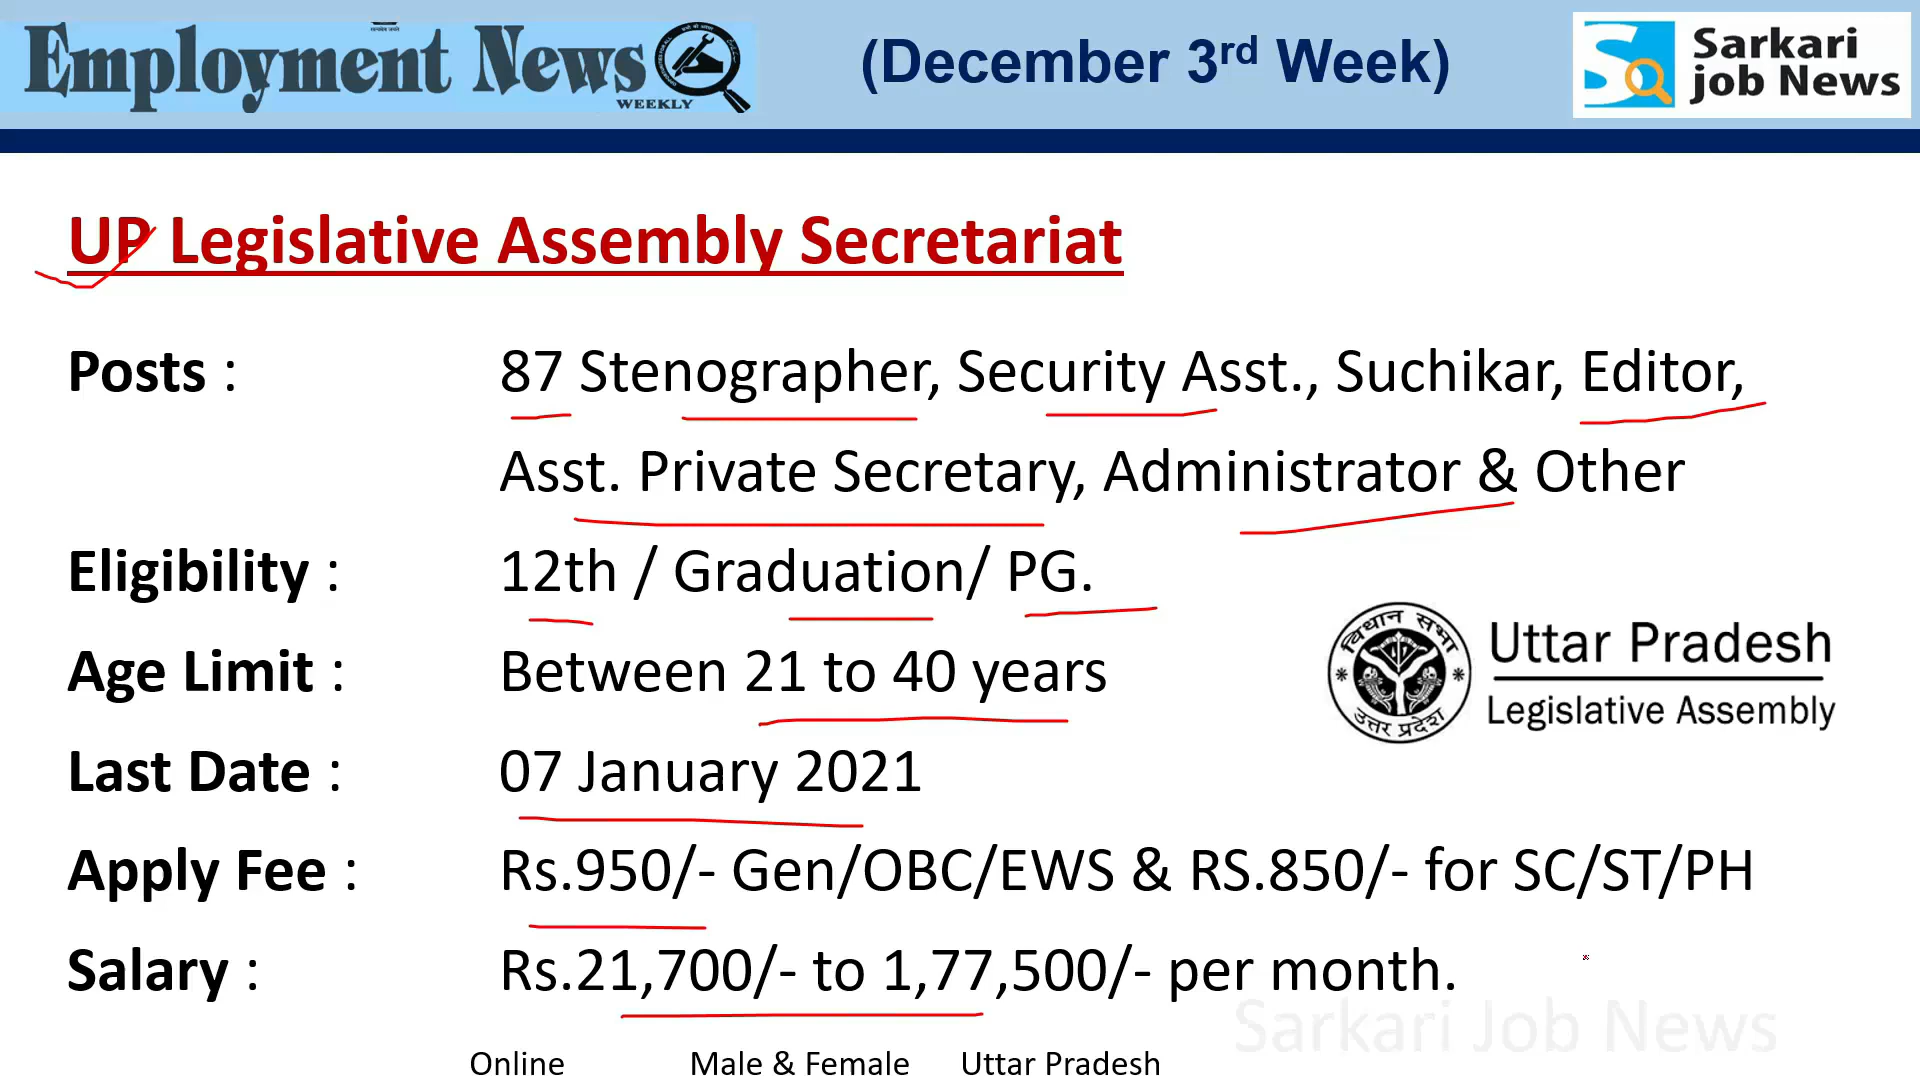 Employment News
WEEKLY
(December 3rd Week)
Sarkari
job News
UP Legislative Assembly Secretariat
Posts : 87 Stenographer, Security Asst., Suchikar, Editor,
Asst. Private Secretary, Administrator & Other
Eligibility : 12th / Graduation/ PG.
Age Limit : Between 21 to 40 years
विधान सभा
उत्तर प्रदेश
Uttar Pradesh
Legislative Assembly
Last Date : 07 January 2021
Apply Fee : Rs.950/- Gen/OBC/EWS & RS.850/- for SC/ST/PH
Salary : Rs.21,700/- to 1,77,500/- per month.
Sarkari Job News
Online Male & Female Uttar Pradesh